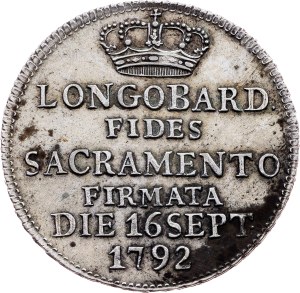 LONGOBARD.
FIDES
SACRAMENTO
FIRMATA
DIE 16 SEPT
1792